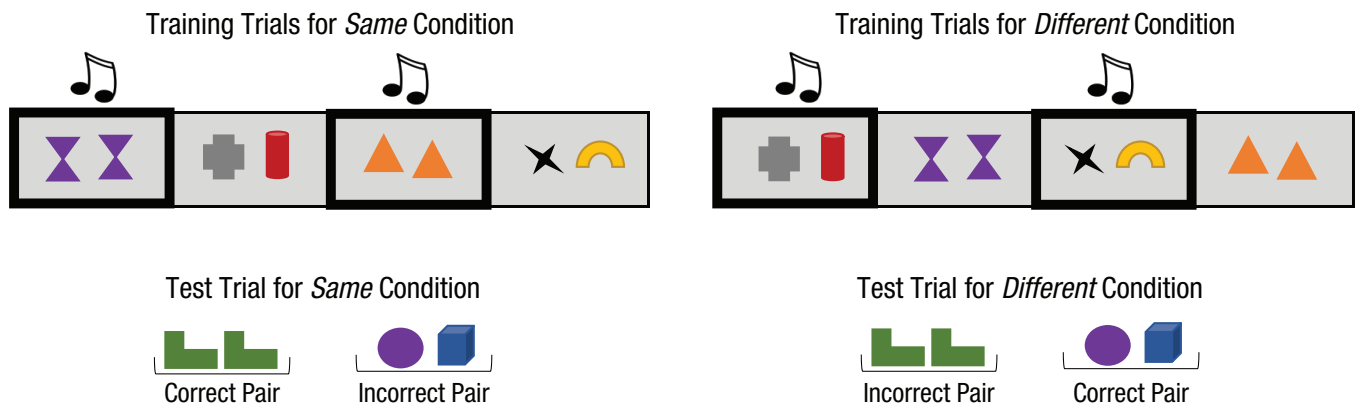 Training Trials for Same Condition
Training Trials for Different Condition
Test Trial for Same Condition
Test Trial for Different Condition
Correct Pair
Incorrect Pair
Incorrect Pair
Correct Pair